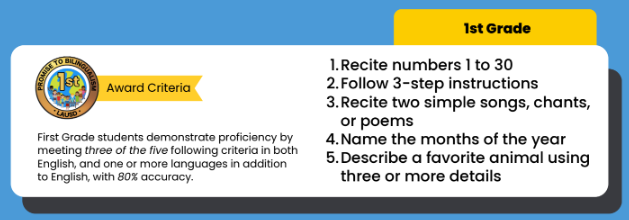 1st Grade
PROMISE TO BILINGUALISM
1st
LAUSD
Award Criteria
First Grade students demonstrate proficiency by
meeting three of the five following criteria in both
English, and one or more languages in addition
to English, with 80% accuracy.
1. Recite numbers 1 to 30
2. Follow 3-step instructions
3. Recite two simple songs, chants,
or poems
4. Name the months of the year
5. Describe a favorite animal using
three or more details